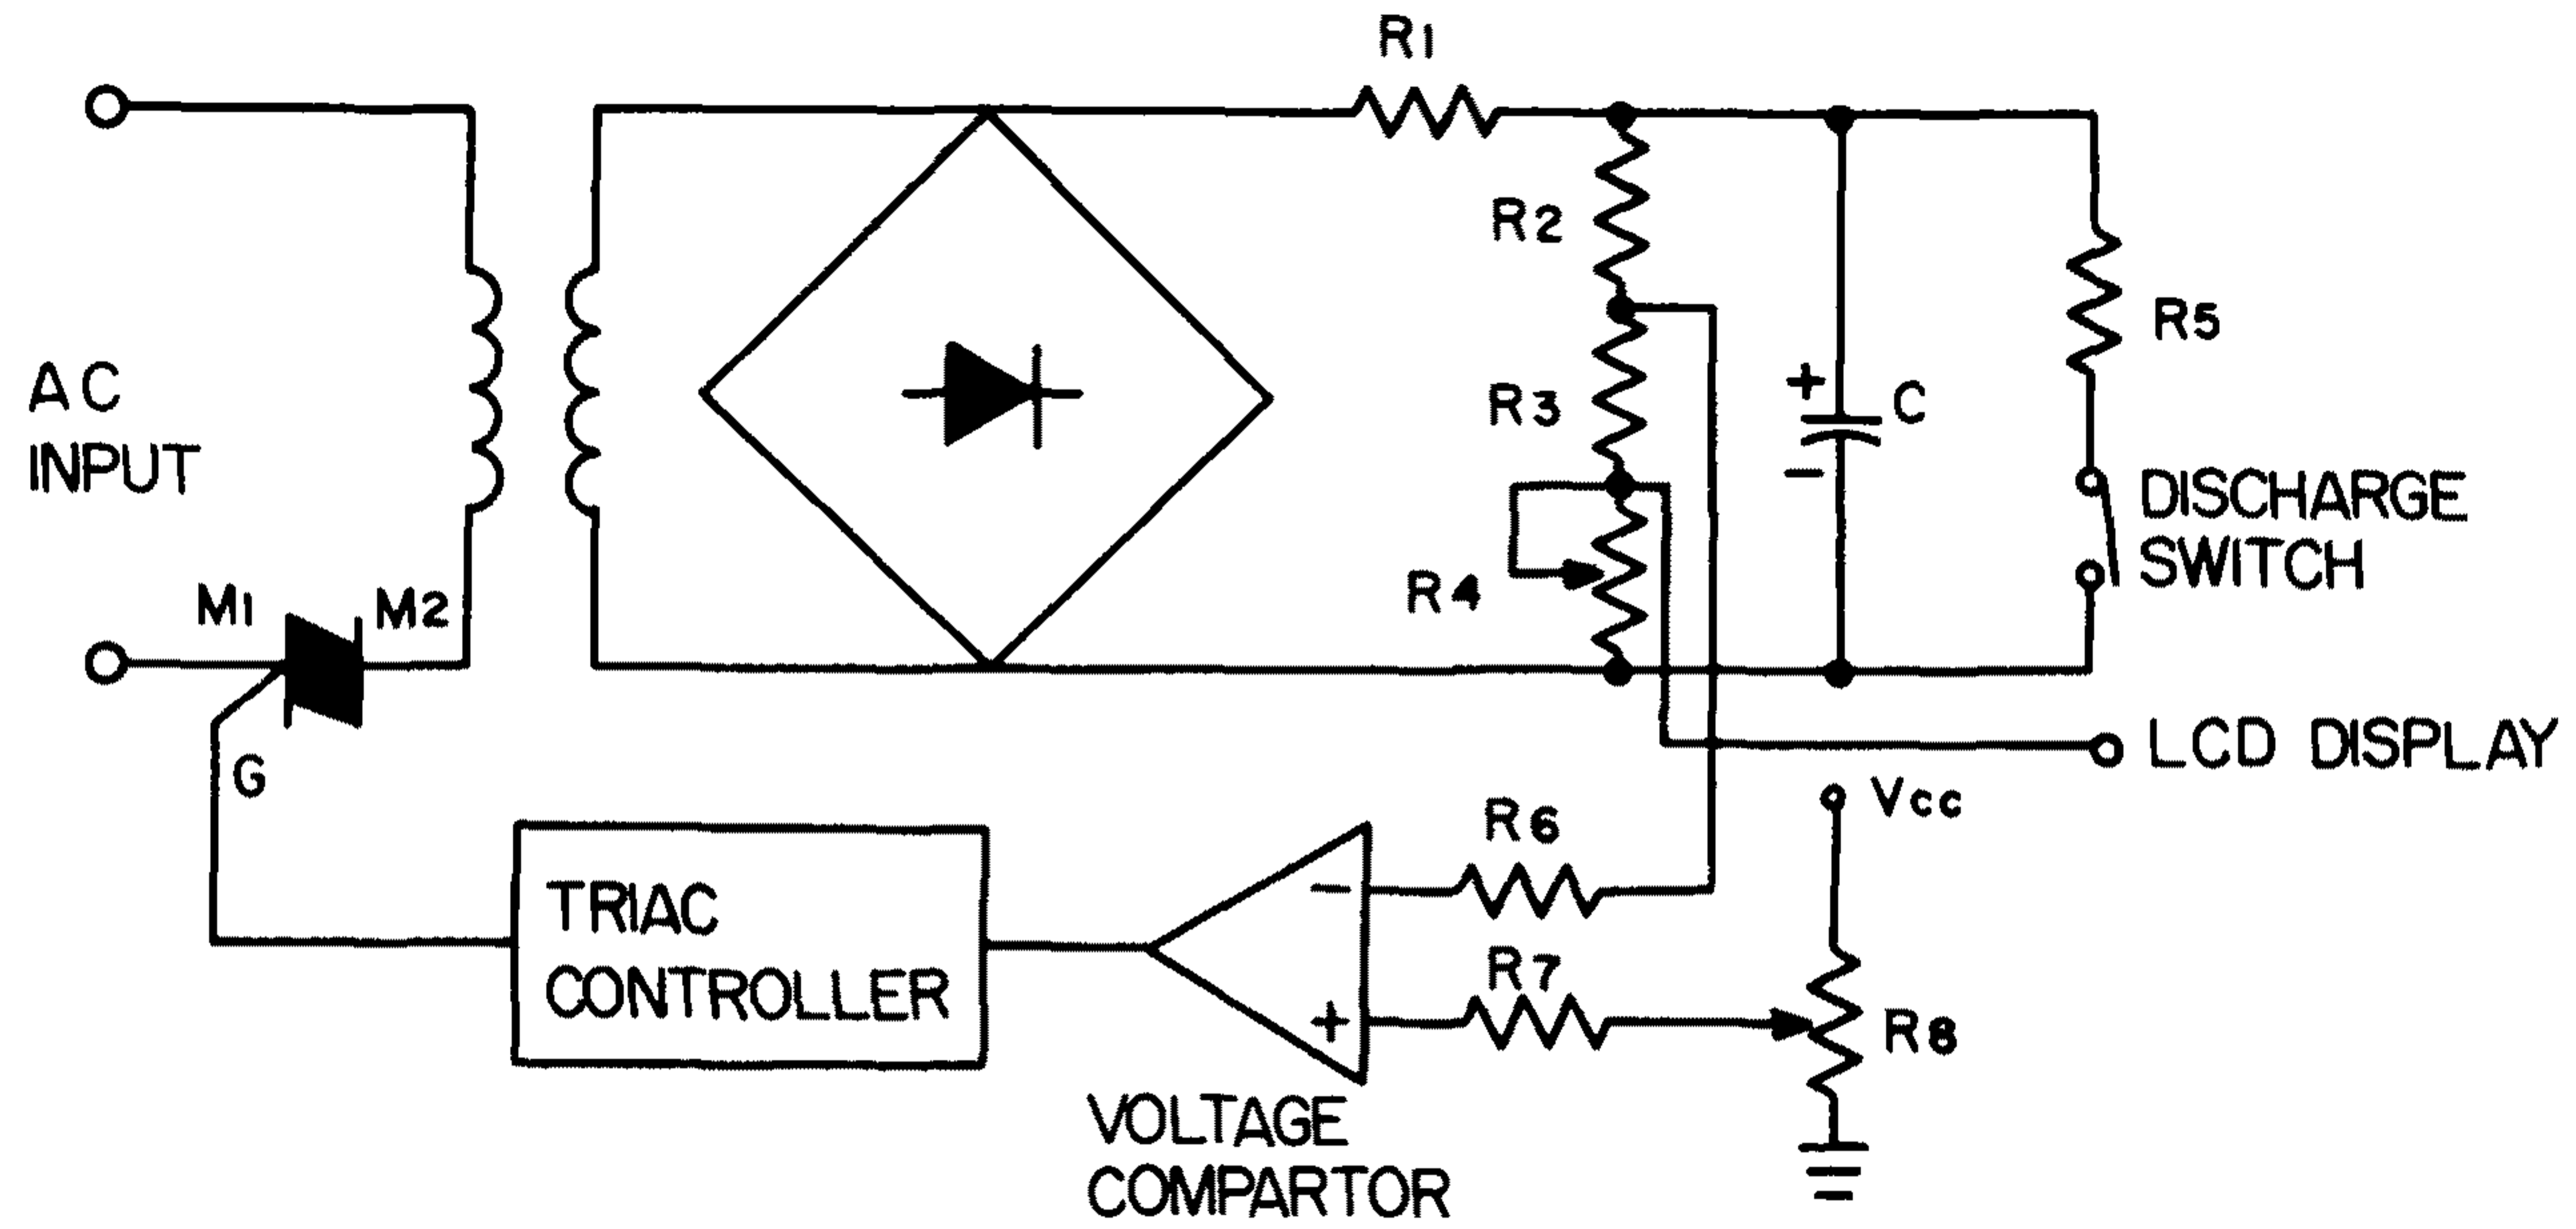 R1
R2
R3
R4
+
C
−
R5
AC
INPUT
DISCHARGE
SWITCH
M1
M2
G
LCD DISPLAY
Vcc
R6
TRIAC
CONTROLLER
−
R7
+
R8
VOLTAGE
COMPARTOR